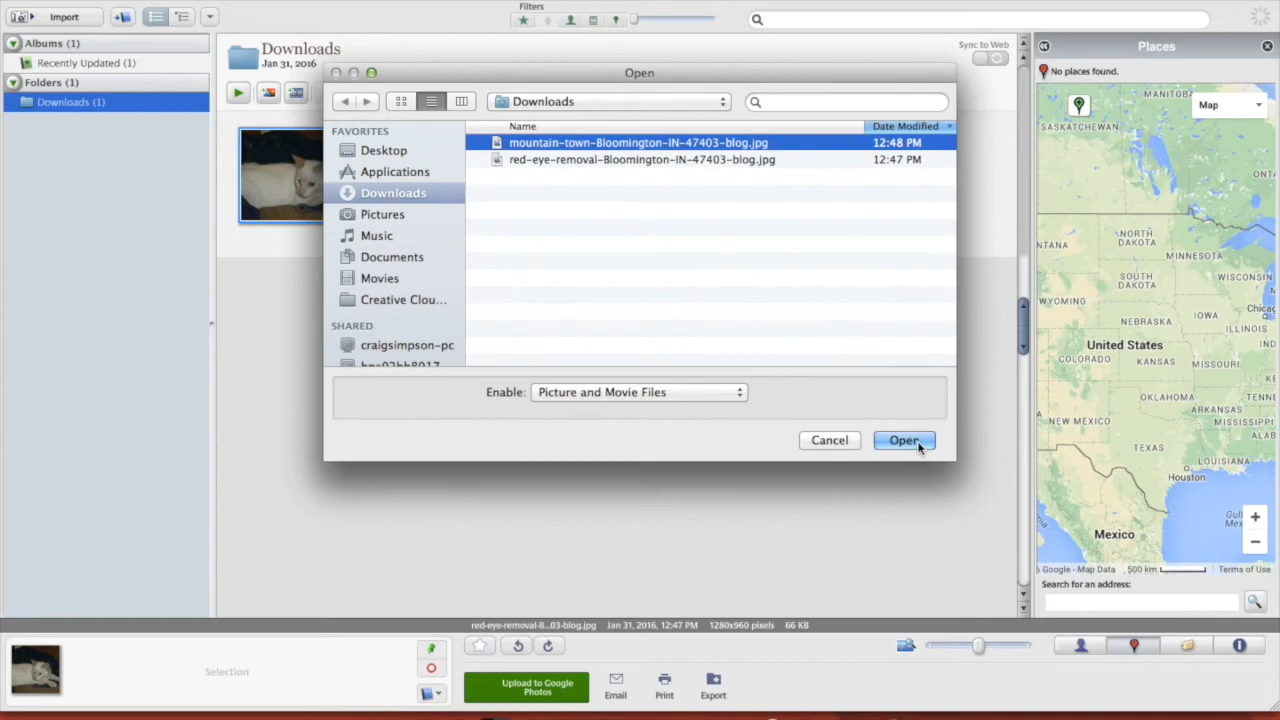 Import
Filters
Albums (1)
Recently Updated (1)
Folders (1)
Downloads (1)
Downloads
Jan 31, 2016
Sync to Web
Open
Downloads
FAVORITES
Desktop
Applications
Downloads
Pictures
Music
Documents
Movies
Creative Clou...
SHARED
craigsimpson-pc
Name
Date Modified
mountain-town-Bloomington-IN-47403-blog.jpg
12:48 PM
red-eye-removal-Bloomington-IN-47403-blog.jpg
12:47 PM
Enable:
Picture and Movie Files
Cancel
Open
Places
No places found.
Map
MANITOBA
SASKATCHEWAN
ONTA
NORTH
DAKOTA
NTANA
MINNESOTA
SOUTH
DAKOTA
WISCONSIN
WYOMING
IOWA
Chicag
NEBRASKA
ILLINOIS
IND
United States
COLORADO
KANSAS
MISSOURI
KE
OKLAHOMA
TENNE
ARKANSAS
NEW MEXICO
MISSISSIPPI
ALAB
TEXAS
LOUISIANA
Houston
Mexico
Google - Map Data
500 km
Terms of Use
Search for an address:
red-eye-removal-B...03-blog.jpg Jan 31, 2016, 12:47 PM 1280x960 pixels 66 KB
Selection
Upload to Google
Photos
Email
Print
Export